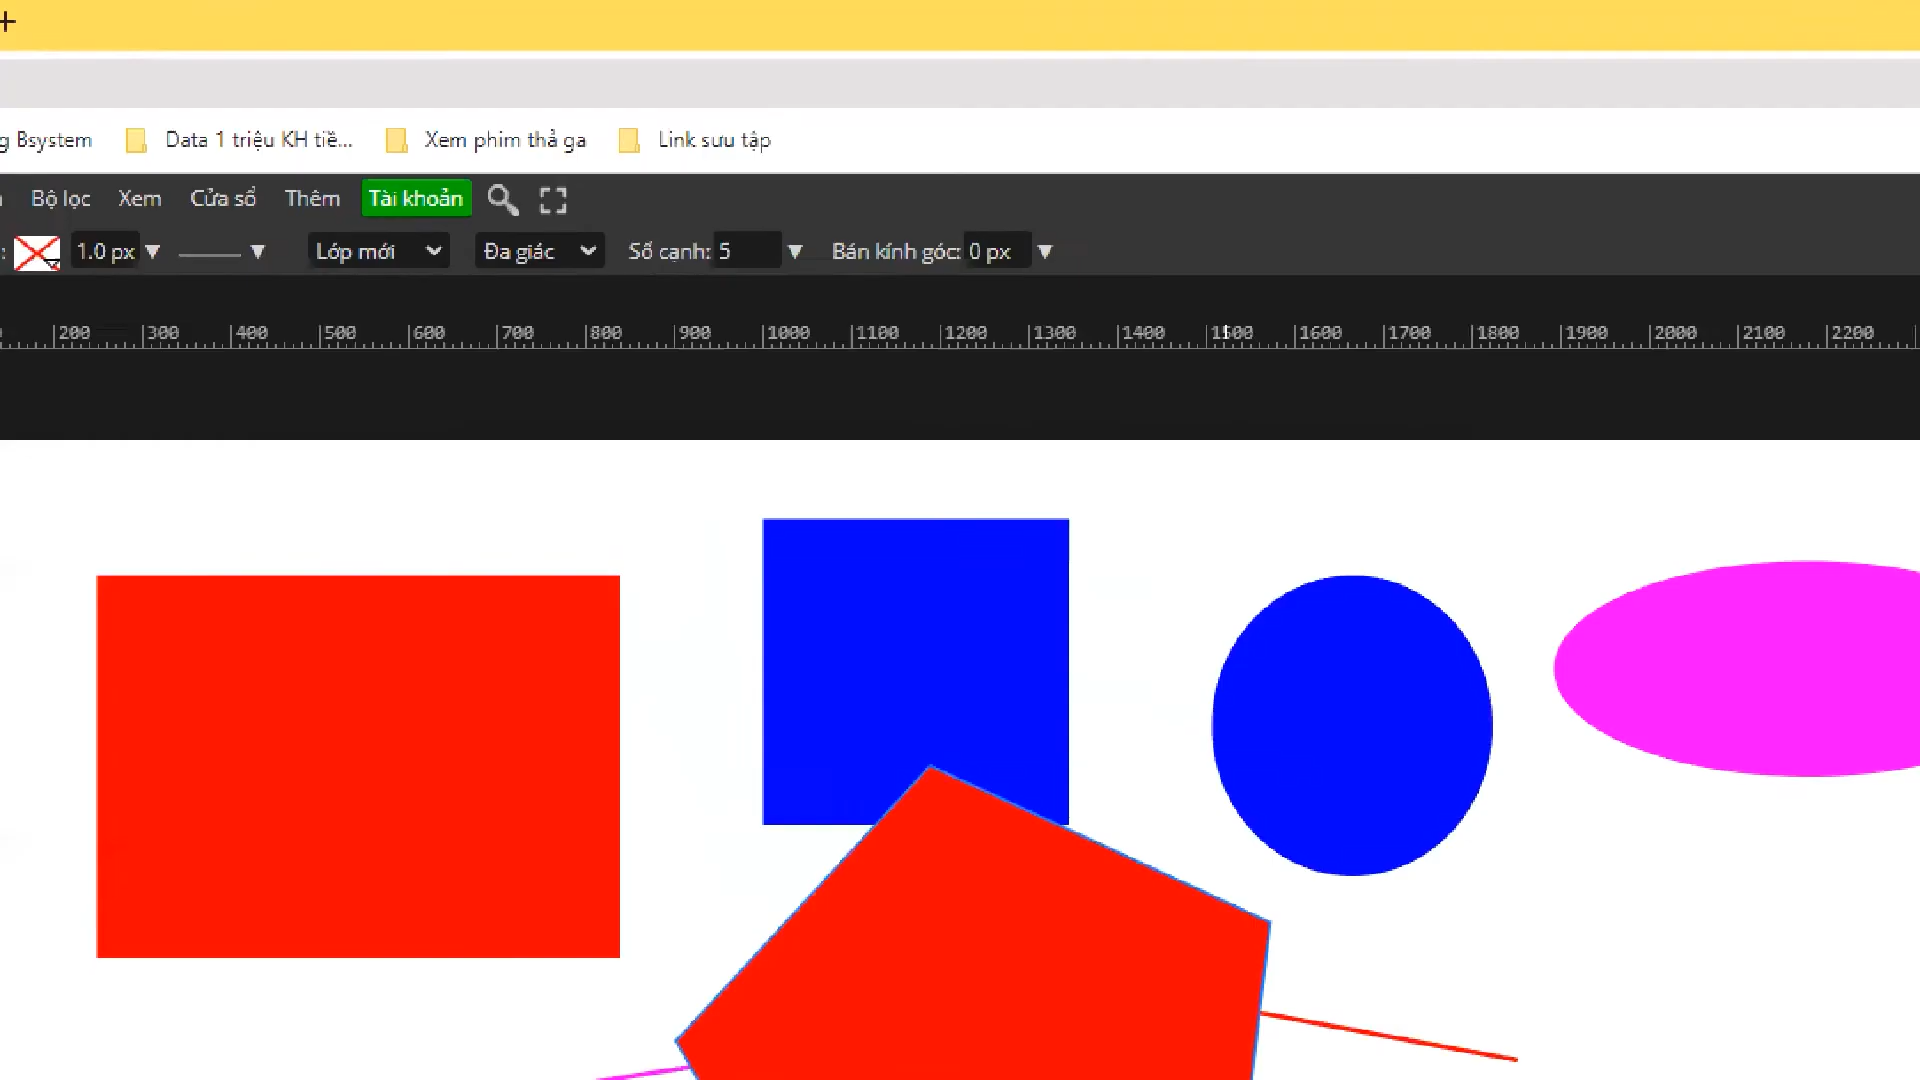 +
g Bsystem Data 1 triệu KH tiề... Xem phim thả ga Link sưu tập
Bộ lọc Xem Cửa sổ Thêm Tài khoản
: 1.0 px Lớp mới Đa giác Số cạnh: 5 Bán kính góc: 0 px
200 300 400 500 600 700 800 900 1000 1100 1200 1300 1400 1500 1600 1700 1800 1900 2000 2100 2200